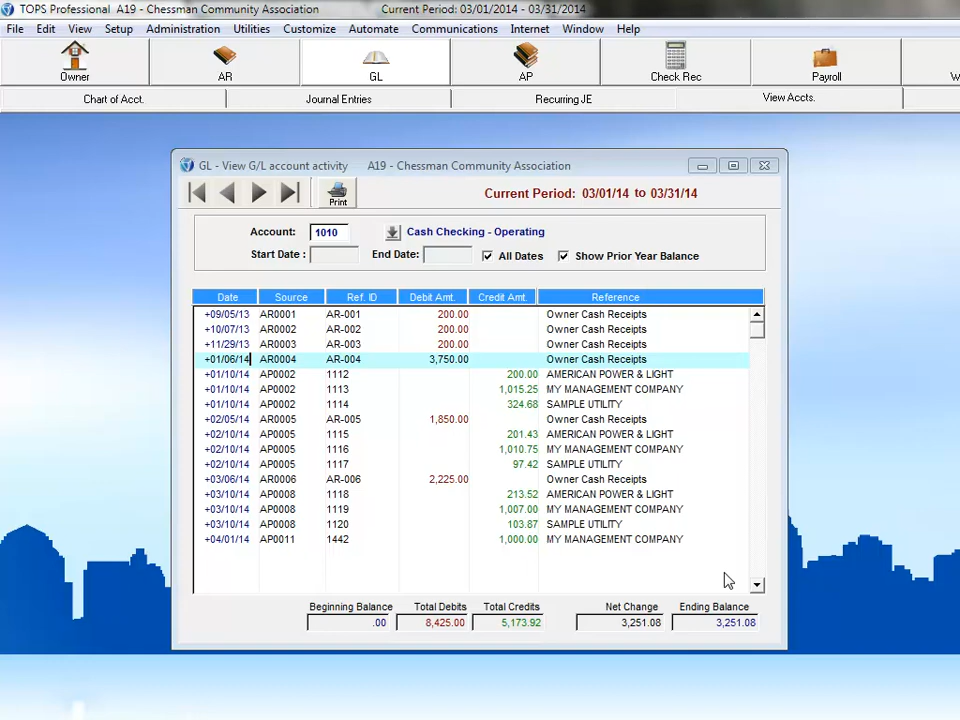 TOPS Professional A19 - Chessman Community Association Current Period: 03/01/2014 - 03/31/2014
File Edit View Setup Administration Utilities Customize Automate Communications Internet Window Help
Owner AR GL AP Check Rec Payroll W
Chart of Acct. Journal Entries Recurring JE View Accts.
GL - View G/L account activity A19 - Chessman Community Association
Print Current Period: 03/01/14 to 03/31/14
Account: 1010 Cash Checking - Operating
Start Date : End Date: All Dates Show Prior Year Balance
Date Source Ref. ID Debit Amt. Credit Amt. Reference
+09/05/13 AR0001 AR-001 200.00 Owner Cash Receipts
+10/07/13 AR0002 AR-002 200.00 Owner Cash Receipts
+11/29/13 AR0003 AR-003 200.00 Owner Cash Receipts
+01/06/14 AR0004 AR-004 3,750.00 Owner Cash Receipts
+01/10/14 AP0002 1112 200.00 AMERICAN POWER & LIGHT
+01/10/14 AP0002 1113 1,015.25 MY MANAGEMENT COMPANY
+01/10/14 AP0002 1114 324.68 SAMPLE UTILITY
+02/05/14 AR0005 AR-005 1,850.00 Owner Cash Receipts
+02/10/14 AP0005 1115 201.43 AMERICAN POWER & LIGHT
+02/10/14 AP0005 1116 1,010.75 MY MANAGEMENT COMPANY
+02/10/14 AP0005 1117 97.42 SAMPLE UTILITY
+03/06/14 AR0006 AR-006 2,225.00 Owner Cash Receipts
+03/10/14 AP0008 1118 213.52 AMERICAN POWER & LIGHT
+03/10/14 AP0008 1119 1,007.00 MY MANAGEMENT COMPANY
+03/10/14 AP0008 1120 103.87 SAMPLE UTILITY
+04/01/14 AP0011 1442 1,000.00 MY MANAGEMENT COMPANY
Beginning Balance Total Debits Total Credits Net Change Ending Balance
.00 8,425.00 5,173.92 3,251.08 3,251.08